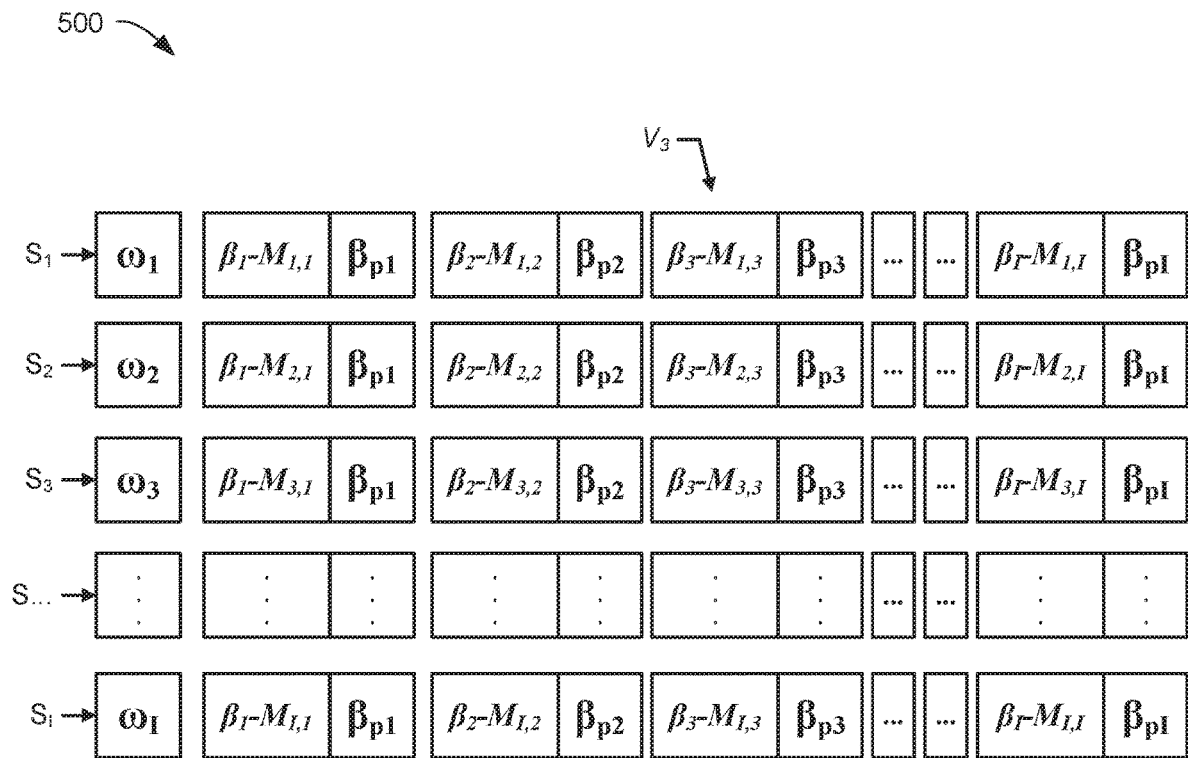 500
V₃
S₁ ω₁ β₁-M₁,₁ βp1 β₂-M₁,₂ βp2 β₃-M₁,₃ βp3 ... ... βI-M₁,I βpI
S₂ ω₂ β₁-M₂,₁ βp1 β₂-M₂,₂ βp2 β₃-M₂,₃ βp3 ... ... βI-M₂,I βpI
S₃ ω₃ β₁-M₃,₁ βp1 β₂-M₃,₂ βp2 β₃-M₃,₃ βp3 ... ... βI-M₃,I βpI
S... ⋮ ⋮ ⋮ ⋮ ⋮ ⋮ ⋮ ... ... ⋮ ⋮
SI ωI β₁-MI,₁ βp1 β₂-MI,₂ βp2 β₃-MI,₃ βp3 ... ... βI-MI,I βpI